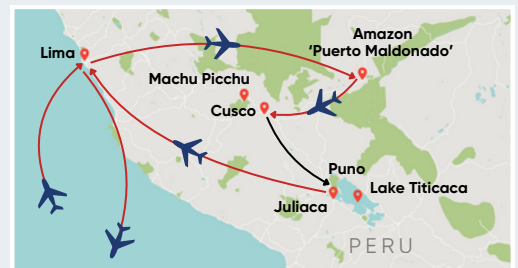 Lima
Amazon
‘Puerto Maldonado’
Machu Picchu
Cusco
Puno
Lake Titicaca
Juliaca
PERU